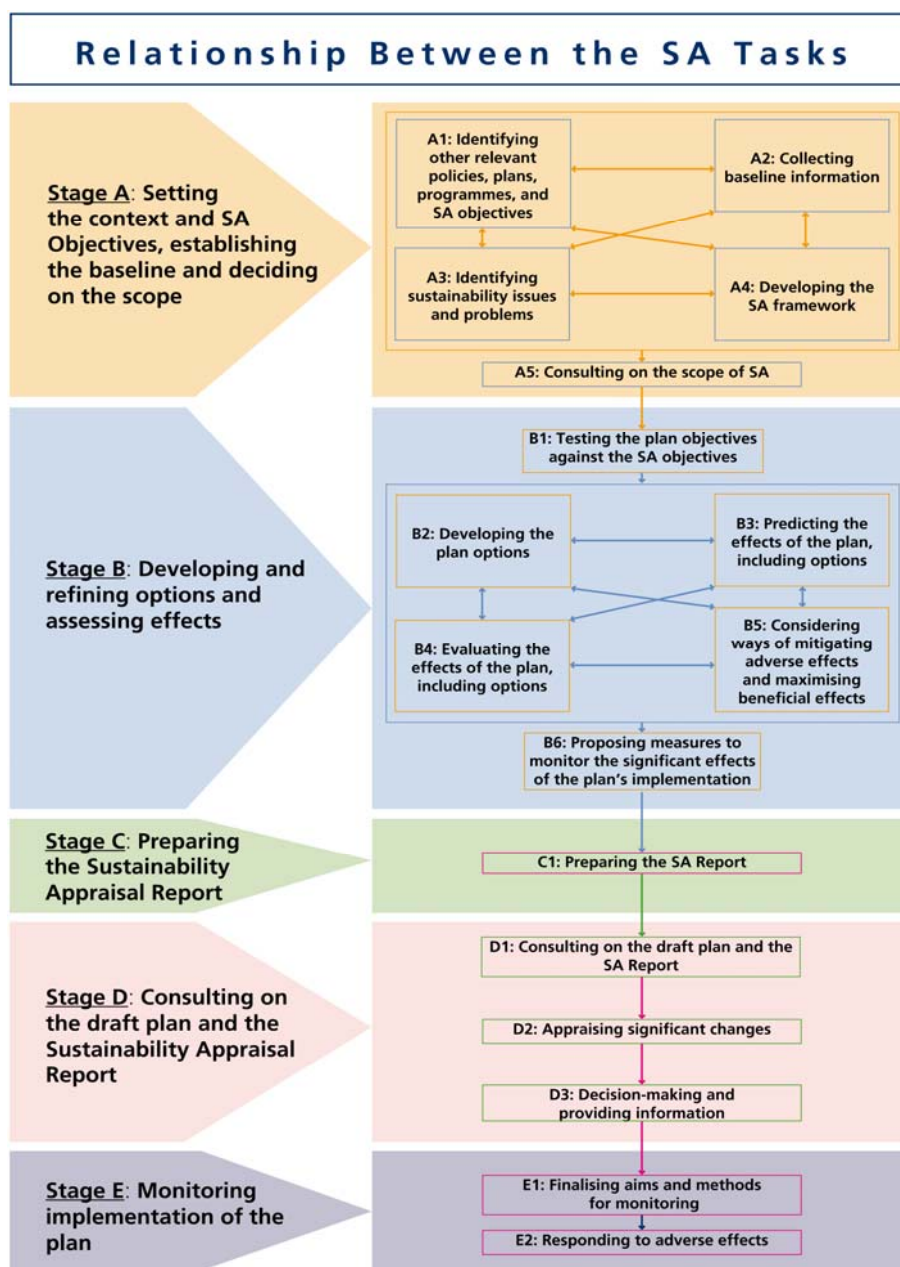 Relationship Between the SA Tasks
Stage A: Setting
the context and SA
Objectives, establishing
the baseline and deciding
on the scope
A1: Identifying
other relevant
policies, plans,
programmes, and
SA objectives
A2: Collecting
baseline information
A3: Identifying
sustainability issues
and problems
A4: Developing the
SA framework
A5: Consulting on the scope of SA
Stage B: Developing and
refining options and
assessing effects
B1: Testing the plan objectives
against the SA objectives
B2: Developing the
plan options
B3: Predicting the
effects of the plan,
including options
B4: Evaluating the
effects of the plan,
including options
B5: Considering
ways of mitigating
adverse effects
and maximising
beneficial effects
B6: Proposing measures to
monitor the significant effects
of the plan's implementation
Stage C: Preparing
the Sustainability
Appraisal Report
C1: Preparing the SA Report
Stage D: Consulting on
the draft plan and the
Sustainability Appraisal
Report
D1: Consulting on the draft plan and the
SA Report
D2: Appraising significant changes
D3: Decision-making and
providing information
Stage E: Monitoring
implementation of the
plan
E1: Finalising aims and methods
for monitoring
E2: Responding to adverse effects